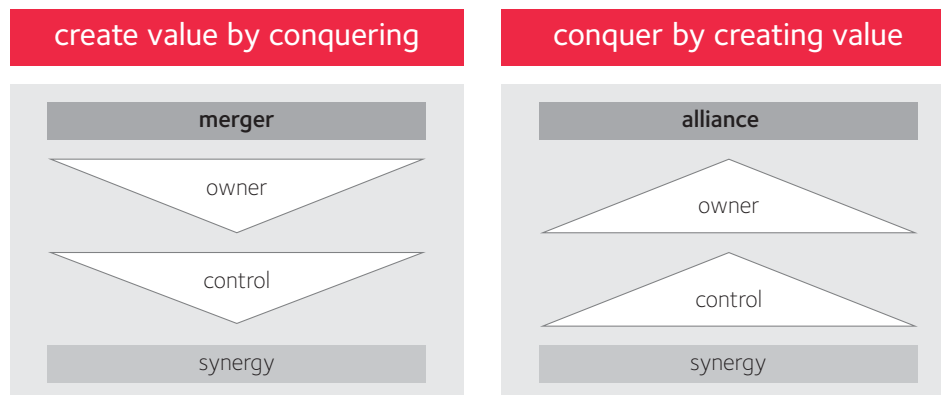 create value by conquering
merger
owner
control
synergy
conquer by creating value
alliance
owner
control
synergy